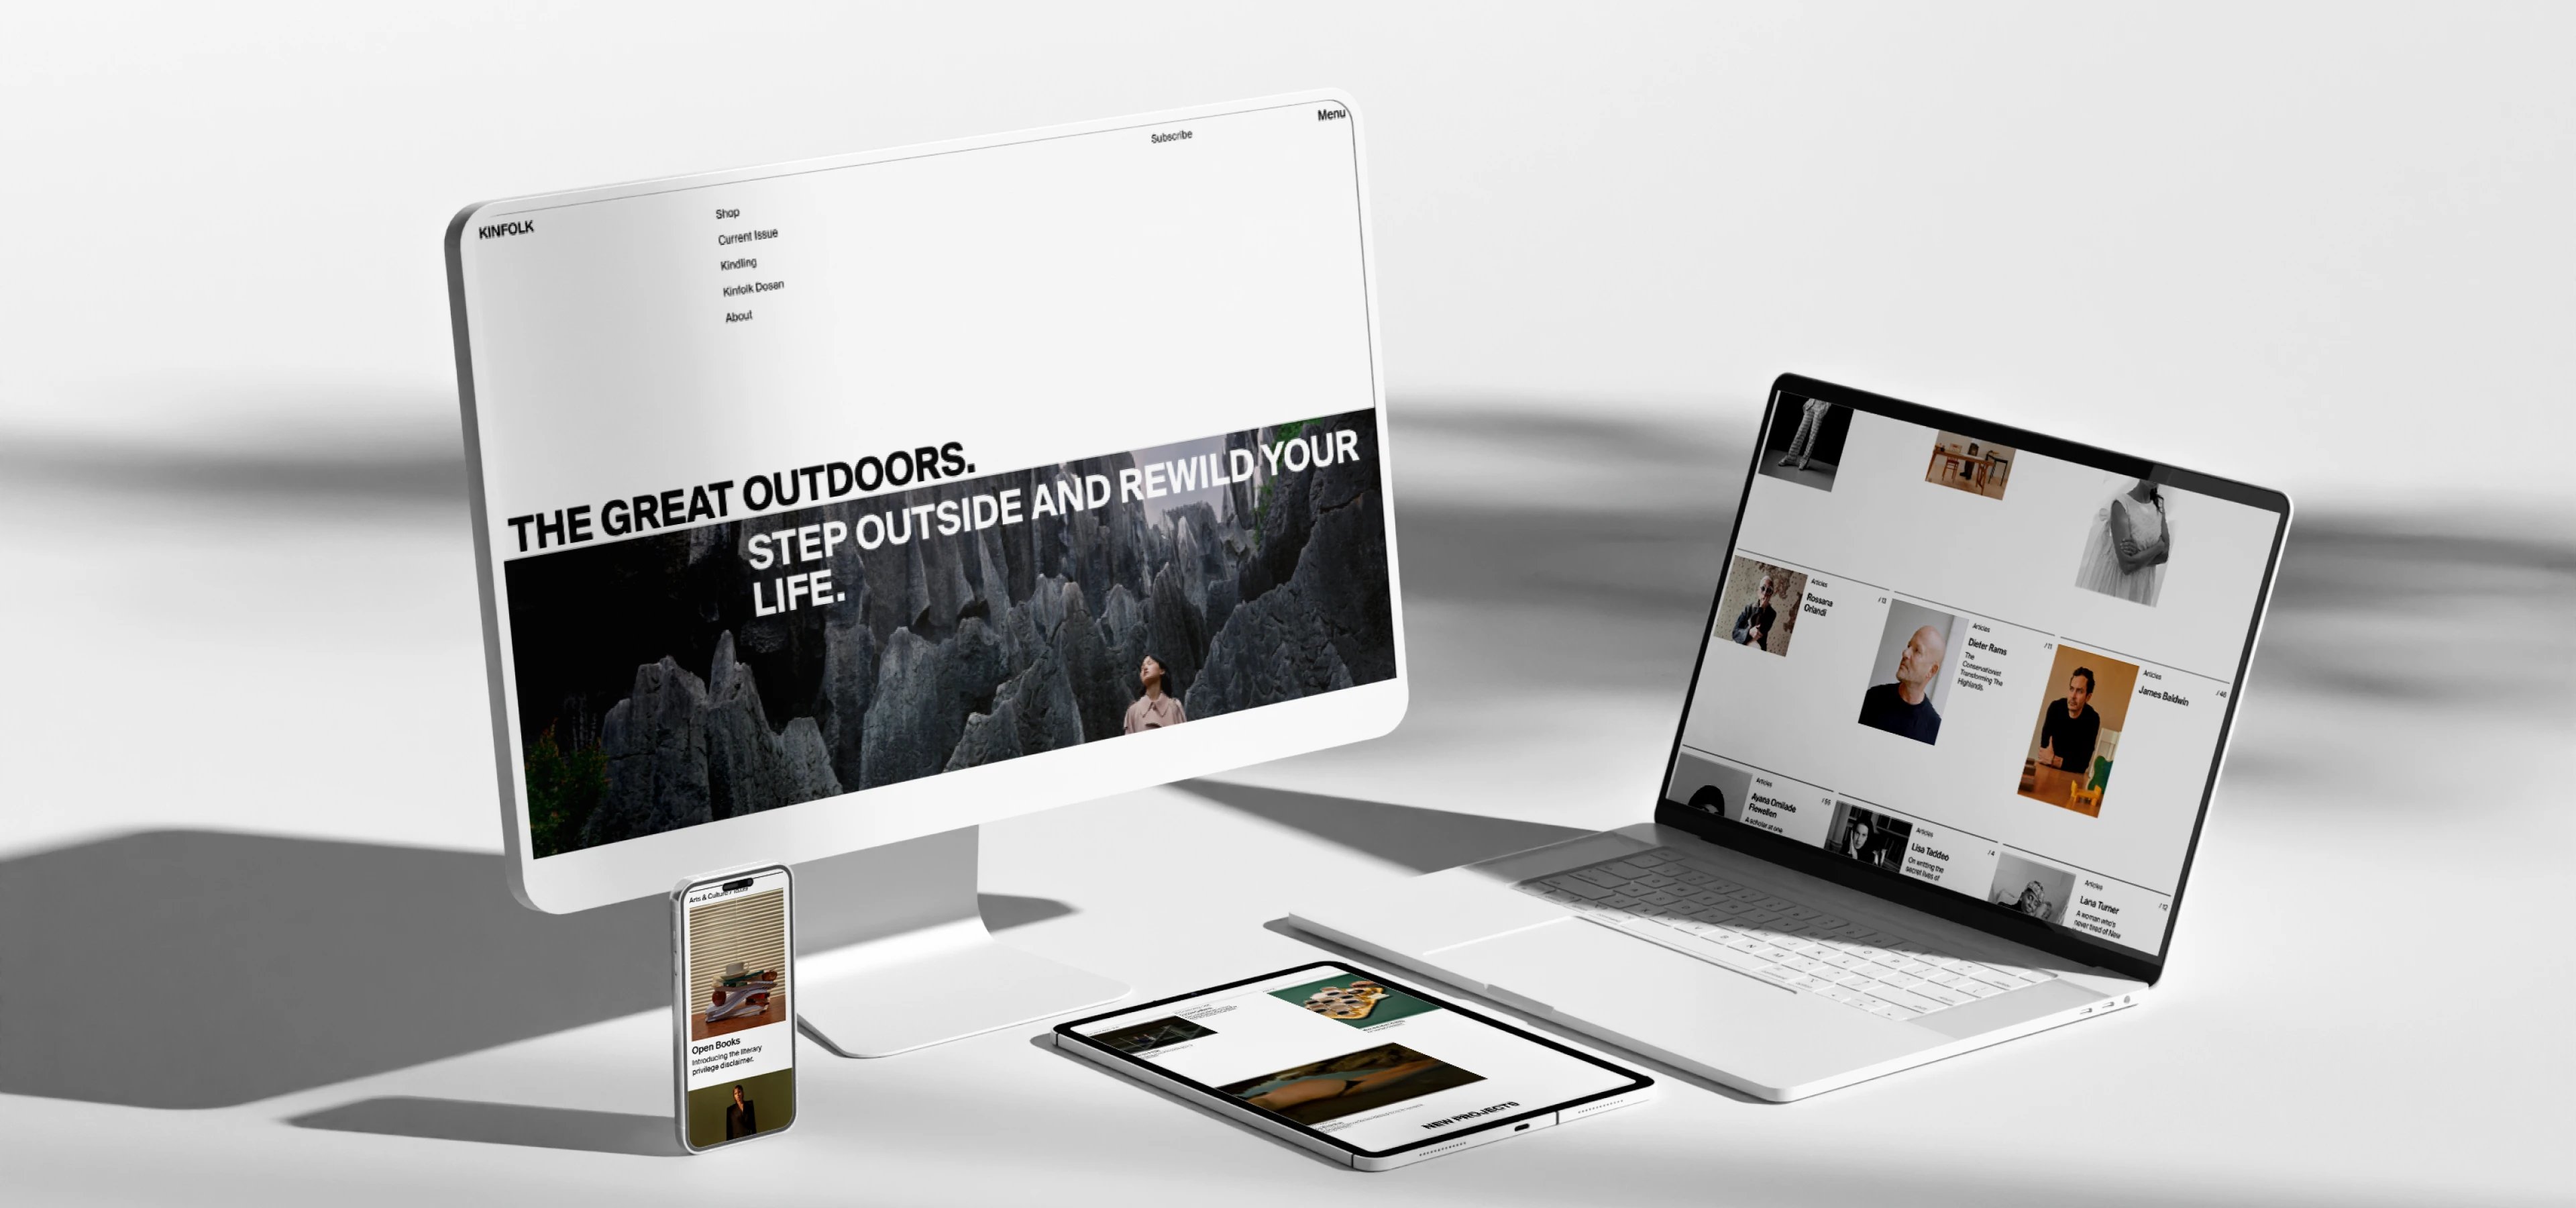 KINFOLK
Shop
Current Issue
Kindling
Kinfolk Dosan
About
Subscribe
Menu
THE GREAT OUTDOORS.
STEP OUTSIDE AND REWILD YOUR
LIFE.
Articles
Rossana
Orlandi
/ 13
Articles
Dieter Rams
The
Conservationist
Transforming The
Highlands.
/ 11
Articles
James Baldwin
/ 46
Articles
Ayana Omilade
Flewellen
A scholar at one
/ 55
Articles
Lisa Taddeo
On writing the
secret lives of
/ 4
Articles
Lana Turner
A woman who's
never tired of New
/ 12
Arts & Culture
Open Books
Introducing the literary
privilege disclaimer.
NEW PROJECTS